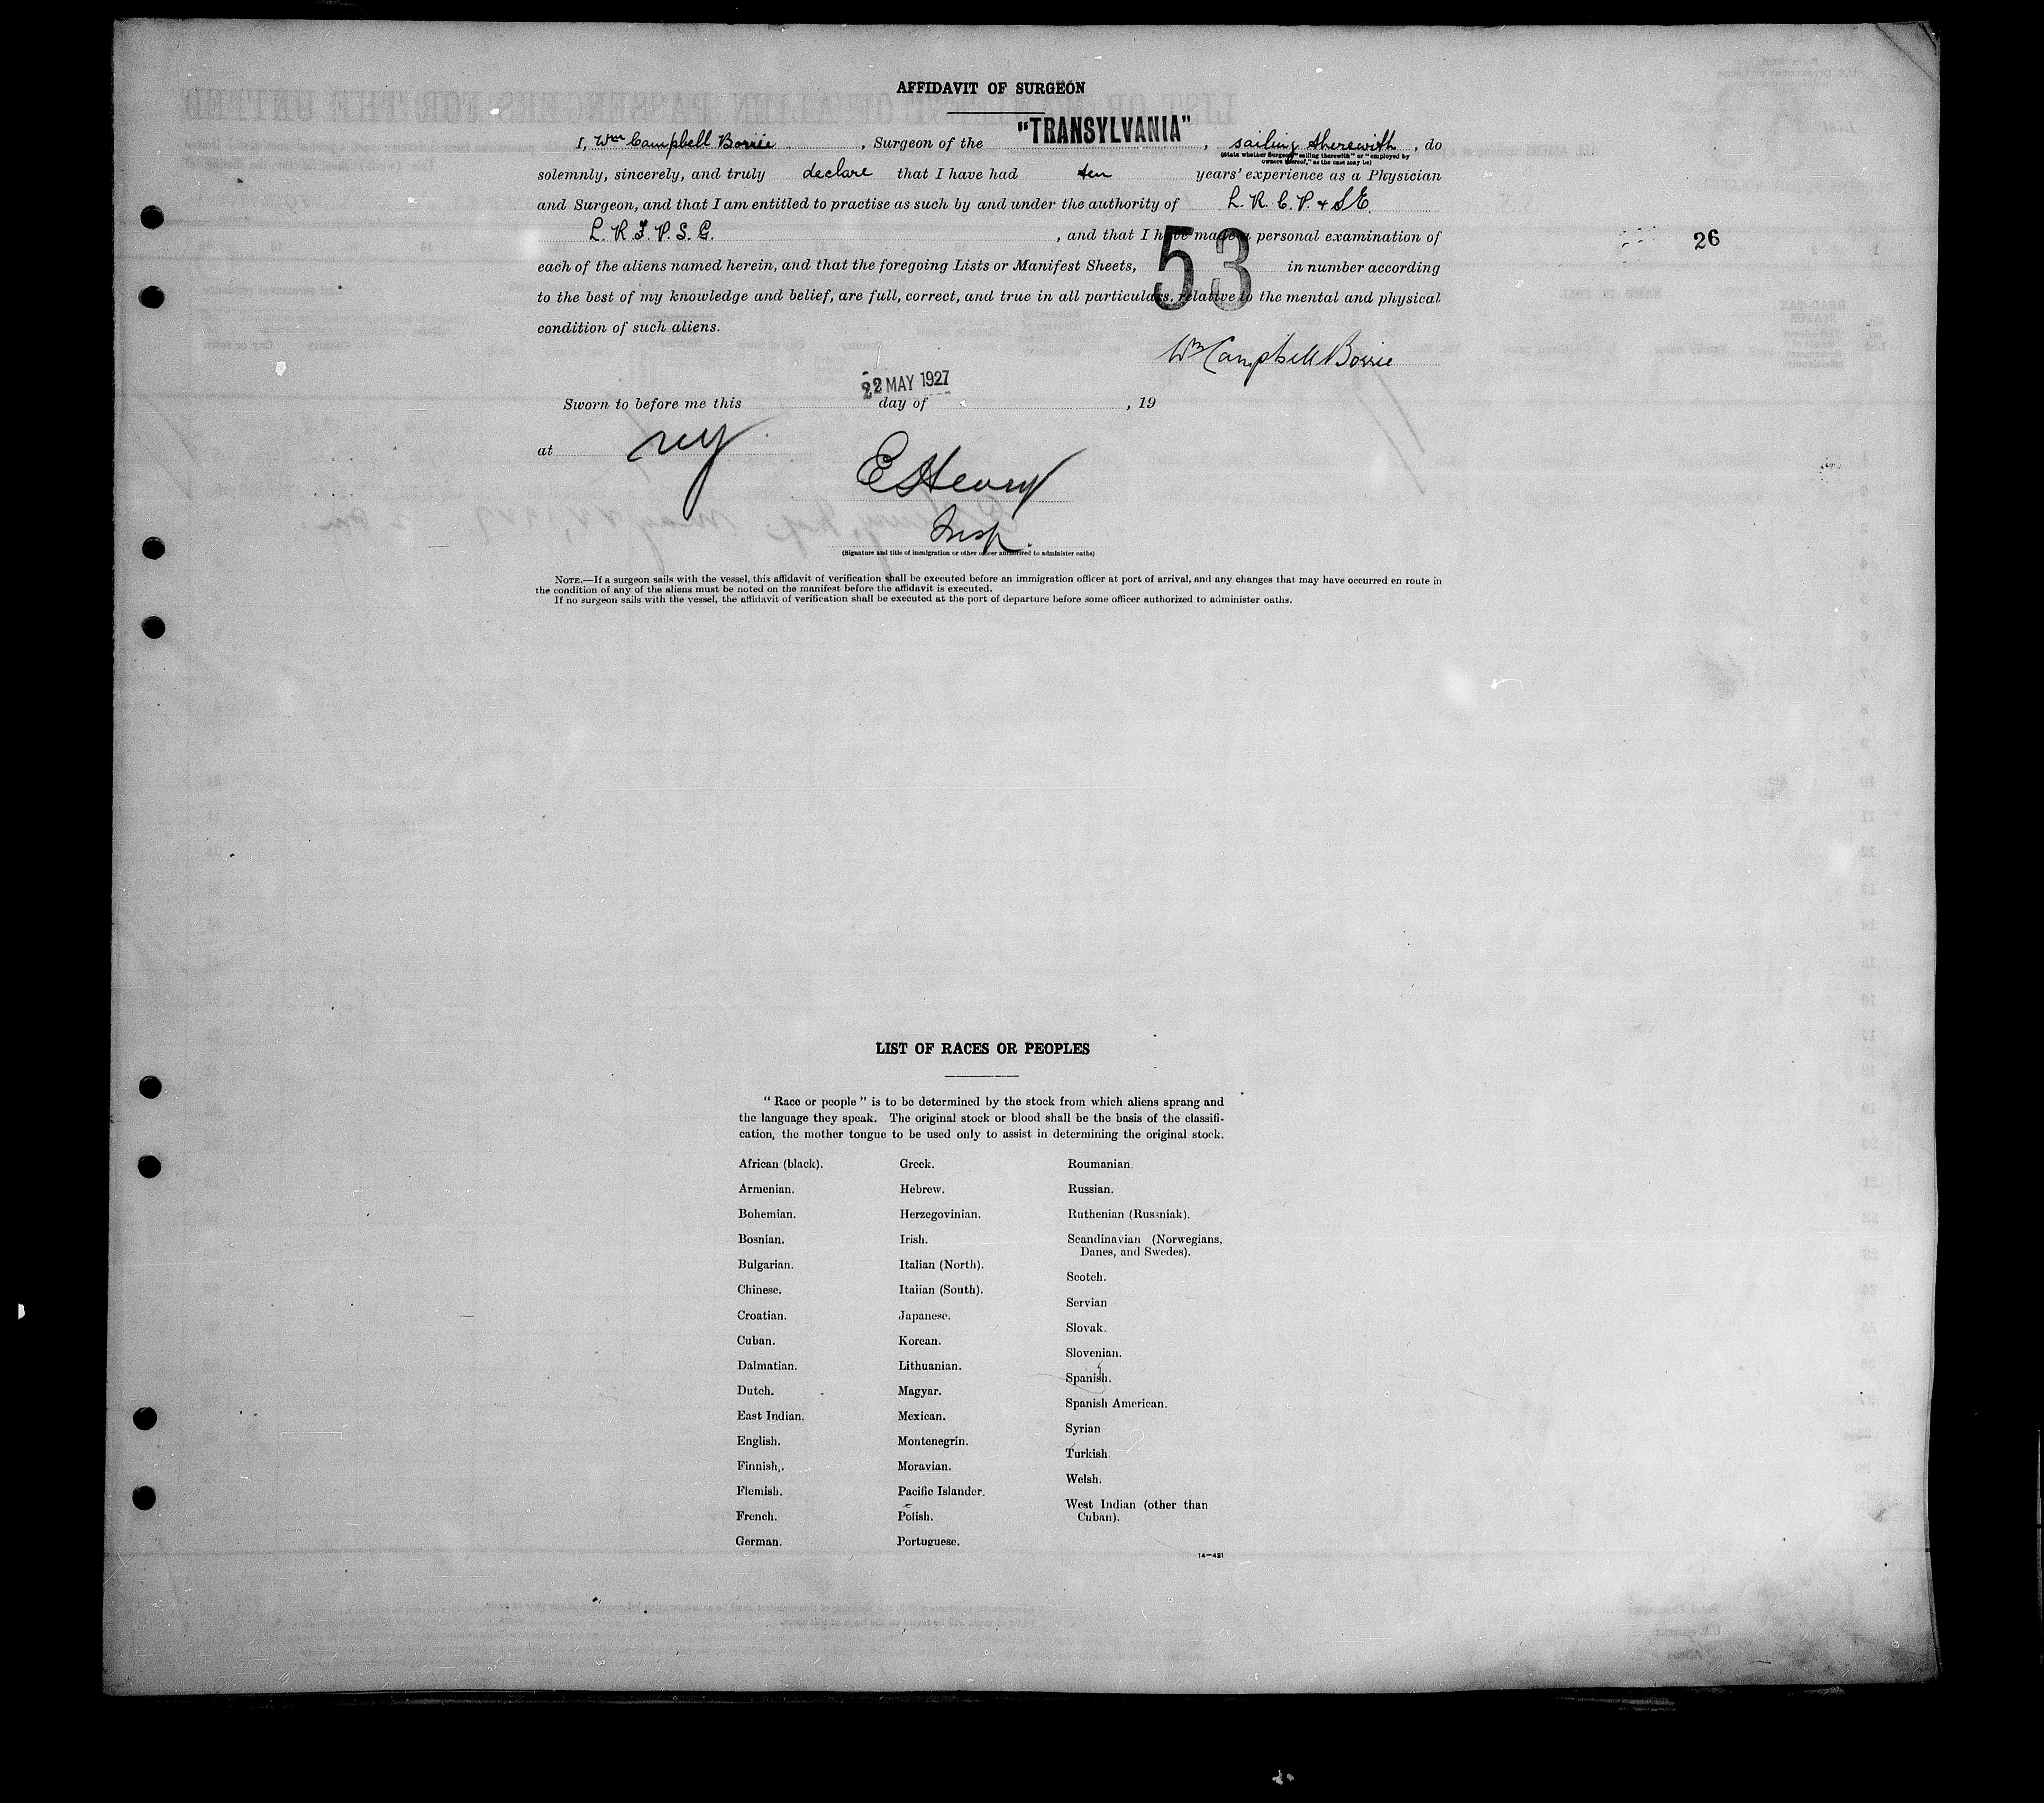 AFFIDAVIT OF SURGEON
I, Wm Campbell Borrie, Surgeon of the "TRANSYLVANIA", sailing therewith, do
(State whether Surgeon "sailing therewith" or "employed by
owners thereof," as the case may be)
solemnly, sincerely, and truly declare that I have had ten years' experience as a Physician
and Surgeon, and that I am entitled to practise as such by and under the authority of L. R. C. P. & S E.
L. R. F. P. S. G. , and that I have made a personal examination of
26
each of the aliens named herein, and that the foregoing Lists or Manifest Sheets, 53 in number according
to the best of my knowledge and belief, are full, correct, and true in all particulars, relative to the mental and physical
condition of such aliens.
Wm Campbell Borrie
22 MAY 1927
Sworn to before me this day of , 19
at NY
E Henry
Insp.
(Signature and title of immigration or other officer authorized to administer oaths)
NOTE.—If a surgeon sails with the vessel, this affidavit of verification shall be executed before an immigration officer at port of arrival, and any changes that may have occurred en route in
the condition of any of the aliens must be noted on the manifest before the affidavit is executed.
If no surgeon sails with the vessel, the affidavit of verification shall be executed at the port of departure before some officer authorized to administer oaths.
LIST OF RACES OR PEOPLES
"Race or people" is to be determined by the stock from which aliens sprang and
the language they speak. The original stock or blood shall be the basis of the classifi-
cation, the mother tongue to be used only to assist in determining the original stock.
African (black).
Armenian.
Bohemian.
Bosnian.
Bulgarian.
Chinese.
Croatian.
Cuban.
Dalmatian.
Dutch.
East Indian.
English.
Finnish.
Flemish.
French.
German.
Greek.
Hebrew.
Herzegovinian.
Irish.
Italian (North).
Italian (South).
Japanese.
Korean.
Lithuanian.
Magyar.
Mexican.
Montenegrin.
Moravian.
Pacific Islander.
Polish.
Portuguese.
Roumanian.
Russian.
Ruthenian (Russniak).
Scandinavian (Norwegians,
Danes, and Swedes).
Scotch.
Servian
Slovak.
Slovenian.
Spanish.
Spanish American.
Syrian
Turkish.
Welsh.
West Indian (other than
Cuban).
14—421